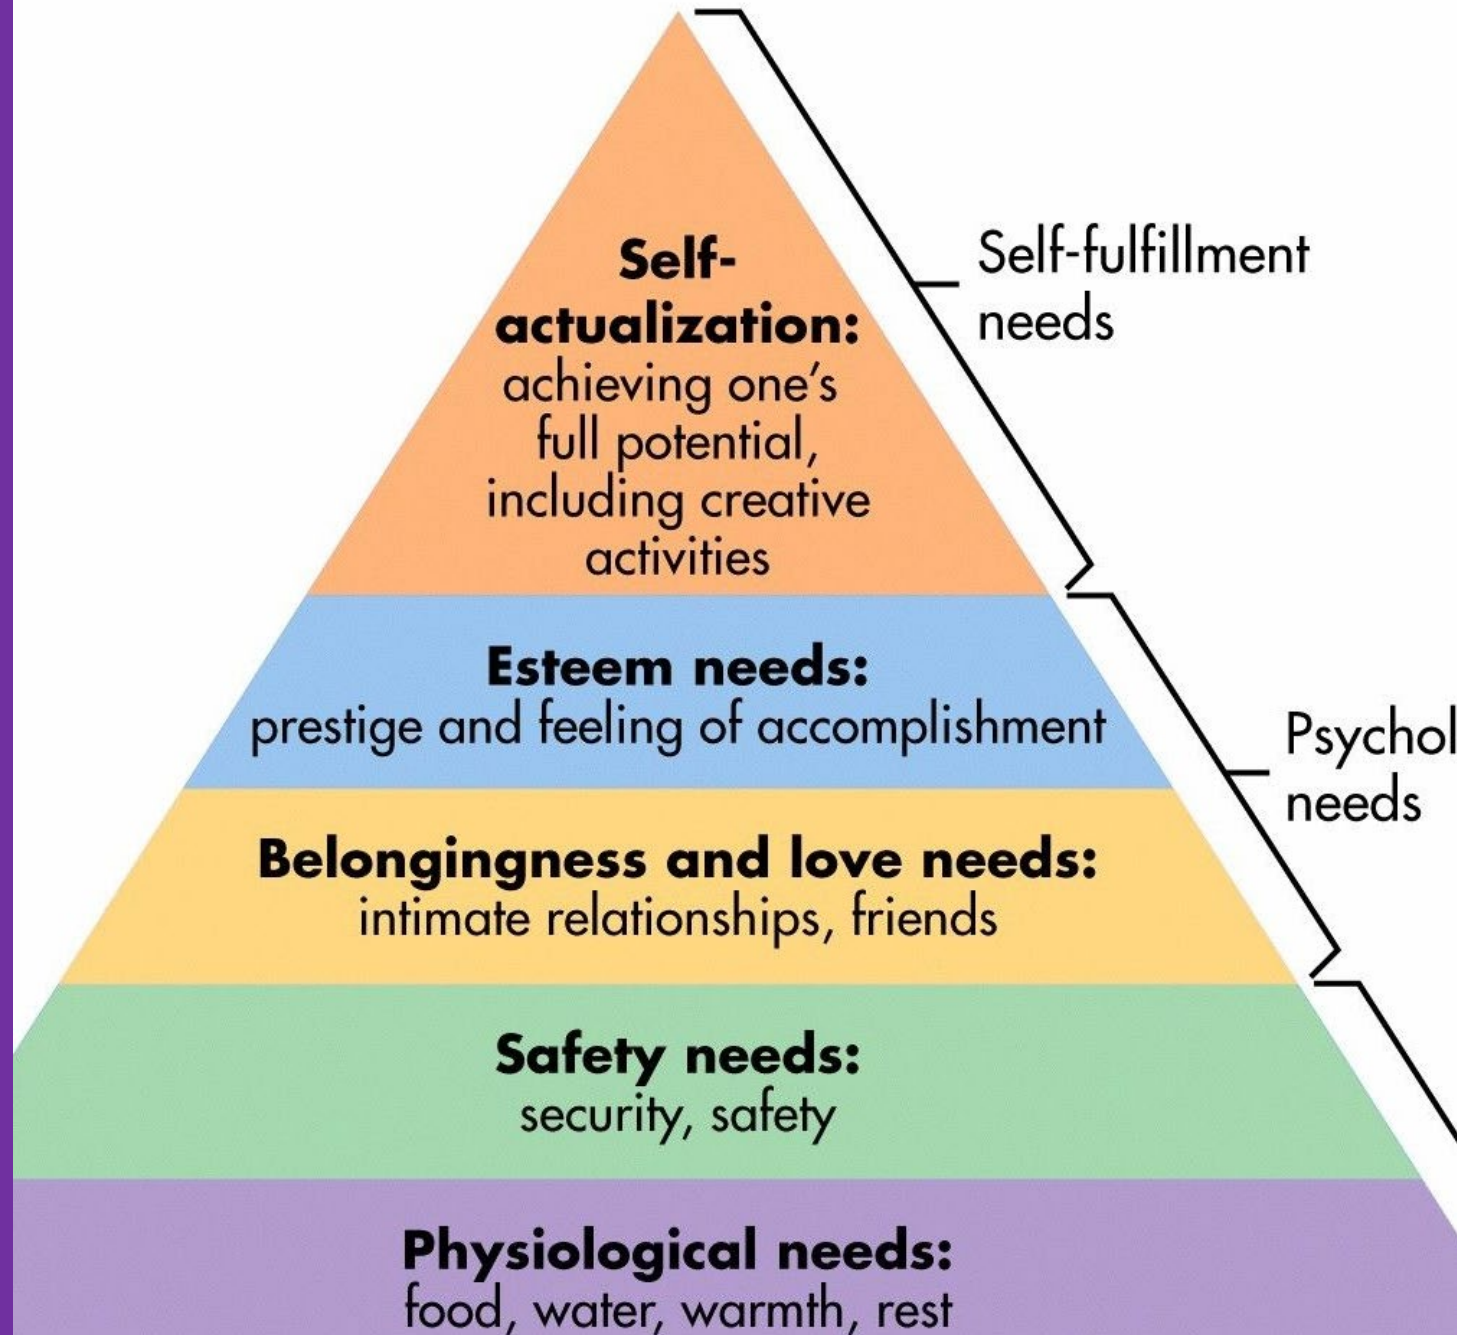 Self-
actualization:
achieving one's
full potential,
including creative
activities
Self-fulfillment
needs
Esteem needs:
prestige and feeling of accomplishment
Psychol
needs
Belongingness and love needs:
intimate relationships, friends
Safety needs:
security, safety
Physiological needs:
food, water, warmth, rest